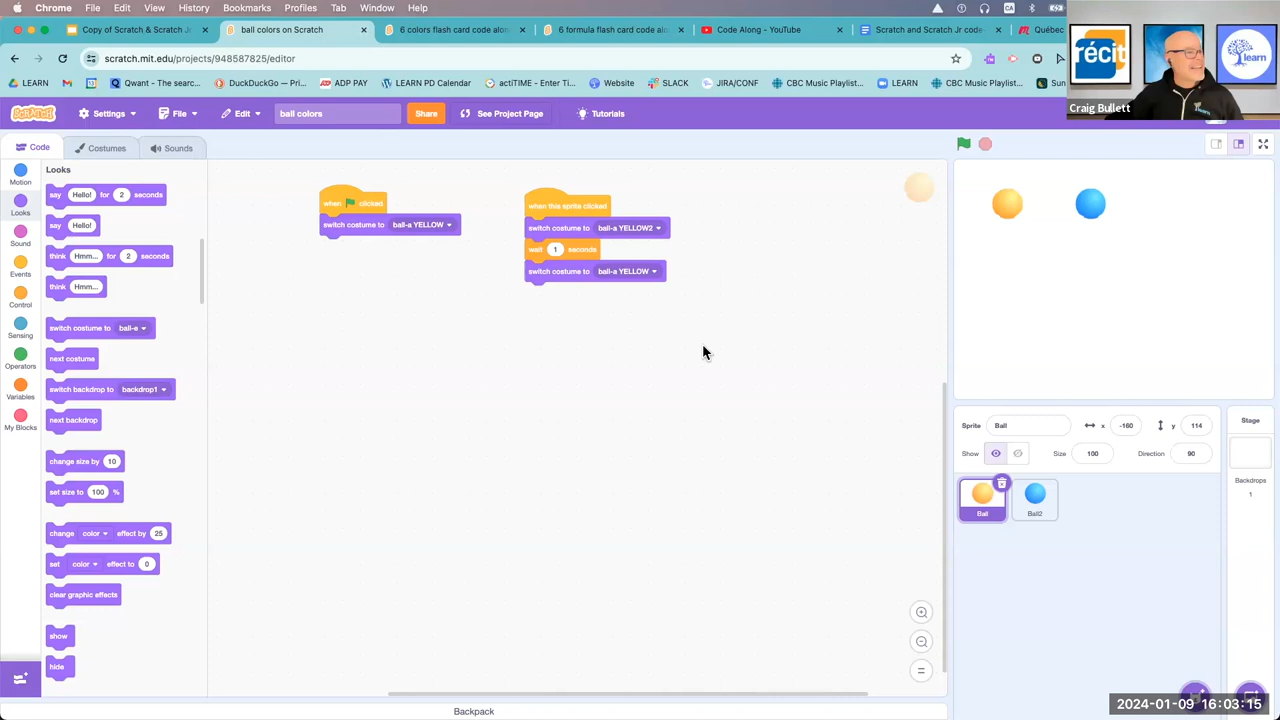 Chrome File Edit View History Bookmarks Profiles Tab Window Help CA
Copy of Scratch & Scratch Jr ball colors on Scratch 6 colors flash card code alon 6 formula flash card code alo Code Along - YouTube Scratch and Scratch Jr code Québec
scratch.mit.edu/projects/948587825/editor
LEARN Qwant - The searc... DuckDuckGo — Pri... ADP PAY LEARN PD Calendar actiTIME - Enter Ti... Website SLACK JIRA/CONF CBC Music Playlist... LEARN CBC Music Playlist... Sun
récit learn
Craig Bullett
SCRATCH Settings File Edit ball colors Share See Project Page Tutorials
Code Costumes Sounds
Motion
Looks
Sound
Events
Control
Sensing
Operators
Variables
My Blocks
Looks
say Hello! for 2 seconds
say Hello!
think Hmm... for 2 seconds
think Hmm...
switch costume to ball-e
next costume
switch backdrop to backdrop1
next backdrop
change size by 10
set size to 100 %
change color effect by 25
set color effect to 0
clear graphic effects
show
hide
when clicked
switch costume to ball-a YELLOW
when this sprite clicked
switch costume to ball-a YELLOW2
wait 1 seconds
switch costume to ball-a YELLOW
Sprite Ball x -160 y 114
Show Size 100 Direction 90
Ball Ball2
Stage
Backdrops
1
Backpack
2024-01-09 16:03:15